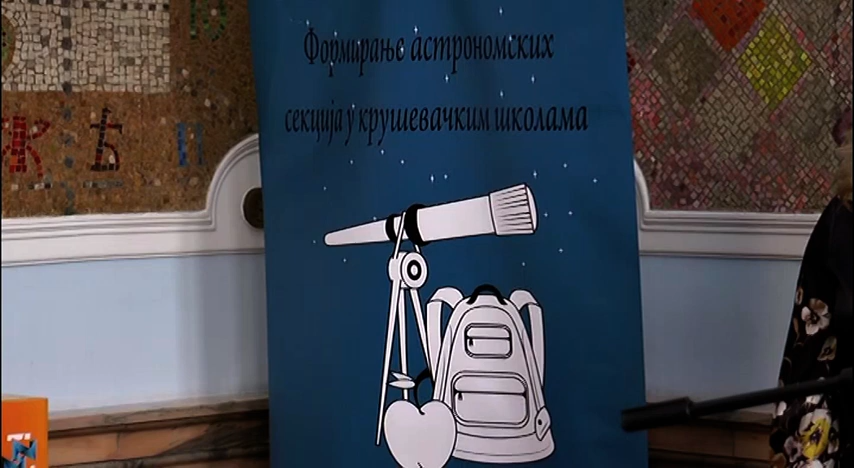 Формирање астрономских
секција у крушевачким школама